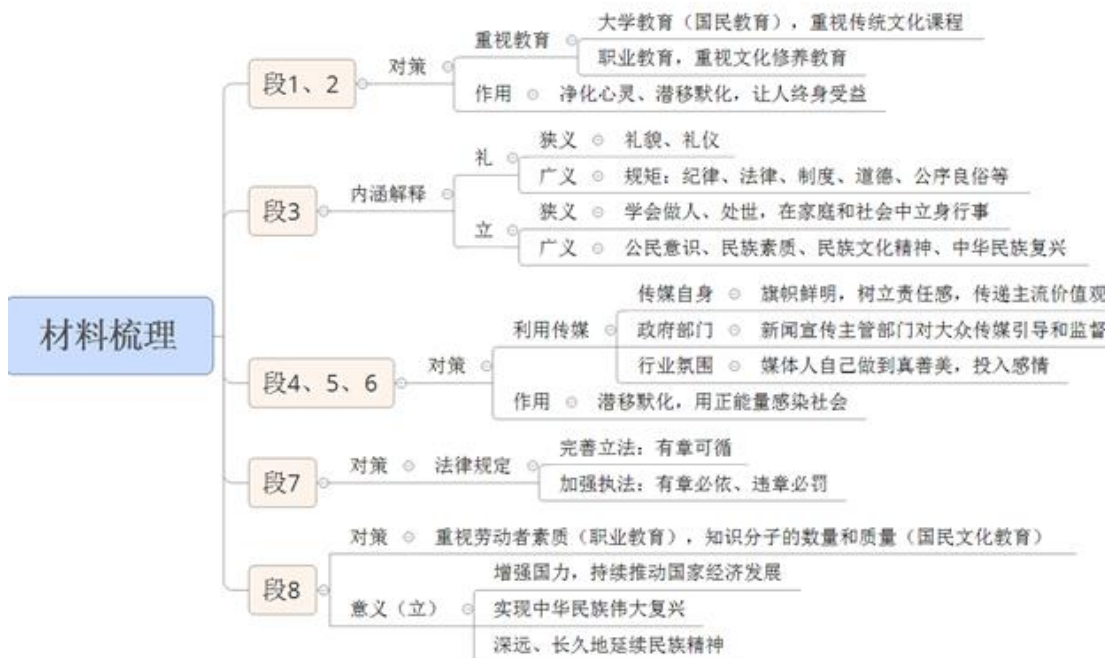 材料梳理
段1、2
对策
重视教育
大学教育（国民教育），重视传统文化课程
职业教育，重视文化修养教育
作用
净化心灵、潜移默化，让人终身受益
段3
内涵解释
礼
狭义
礼貌、礼仪
广义
规矩：纪律、法律、制度、道德、公序良俗等
立
狭义
学会做人、处世，在家庭和社会中立身行事
广义
公民意识、民族素质、民族文化精神、中华民族复兴
段4、5、6
对策
利用传媒
传媒自身
旗帜鲜明，树立责任感，传递主流价值观
政府部门
新闻宣传主管部门对大众传媒引导和监督
行业氛围
媒体人自己做到真善美，投入感情
作用
潜移默化，用正能量感染社会
段7
对策
法律规定
完善立法：有章可循
加强执法：有章必依、违章必罚
段8
对策
重视劳动者素质（职业教育），知识分子的数量和质量（国民文化教育）
意义（立）
增强国力，持续推动国家经济发展
实现中华民族伟大复兴
深远、长久地延续民族精神